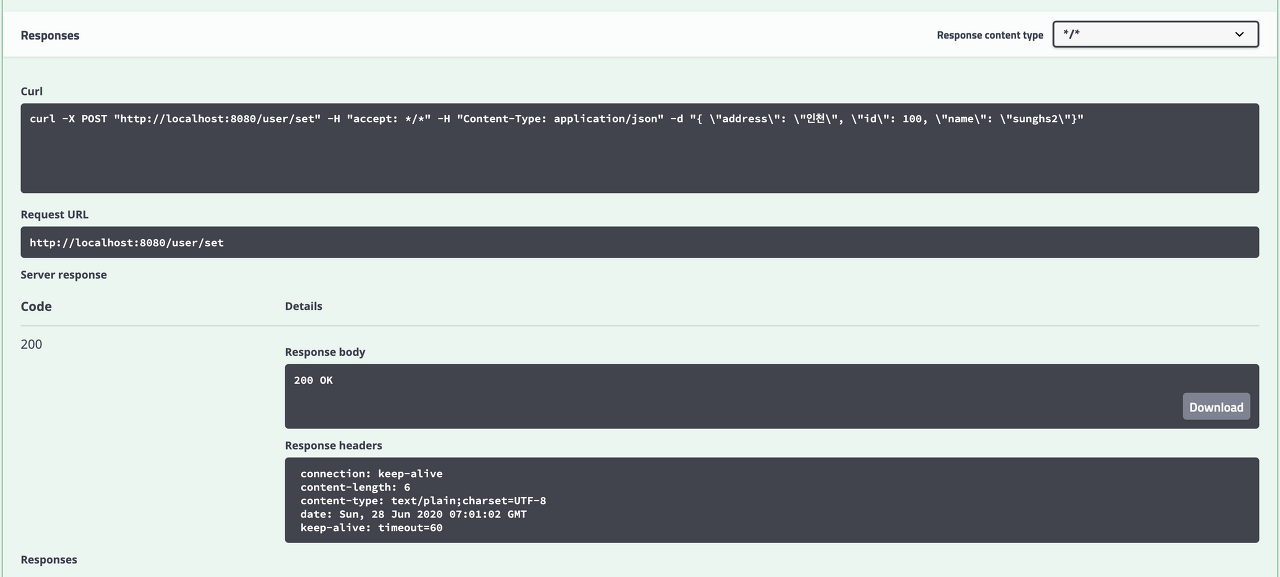 Responses
Response content type */*
Curl
curl -X POST "http://localhost:8080/user/set" -H "accept: */*" -H "Content-Type: application/json" -d "{ \"address\": \"인천\", \"id\": 100, \"name\": \"sunghs2\"}"
Request URL
http://localhost:8080/user/set
Server response
Code Details
200
Response body
200 OK
Download
Response headers
connection: keep-alive
content-length: 6
content-type: text/plain;charset=UTF-8
date: Sun, 28 Jun 2020 07:01:02 GMT
keep-alive: timeout=60
Responses